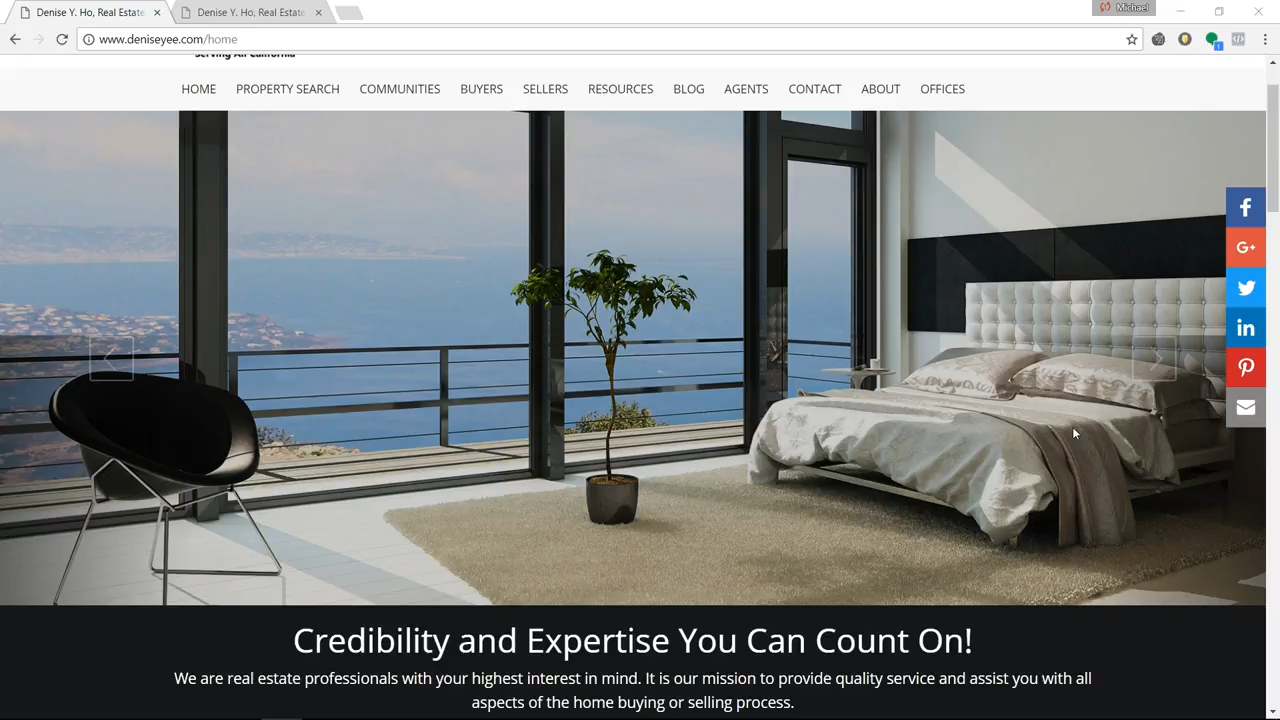 Denise Y. Ho, Real Estate
Denise Y. Ho, Real Estate
Michael
www.deniseyee.com/home
Serving All California
HOME PROPERTY SEARCH COMMUNITIES BUYERS SELLERS RESOURCES BLOG AGENTS CONTACT ABOUT OFFICES
Credibility and Expertise You Can Count On!
We are real estate professionals with your highest interest in mind. It is our mission to provide quality service and assist you with all
aspects of the home buying or selling process.